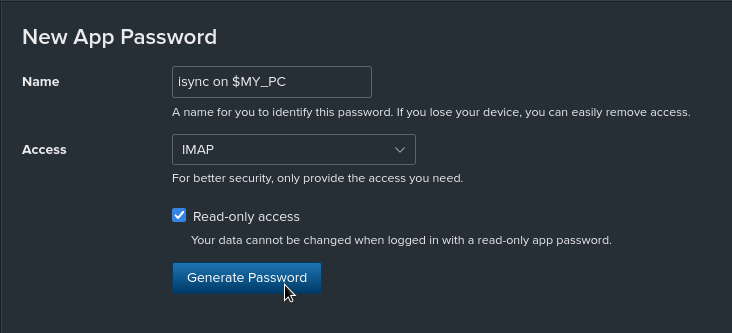 New App Password
Name
isync on $MY_PC
A name for you to identify this password. If you lose your device, you can easily remove access.
Access
IMAP
For better security, only provide the access you need.
Read-only access
Your data cannot be changed when logged in with a read-only app password.
Generate Password